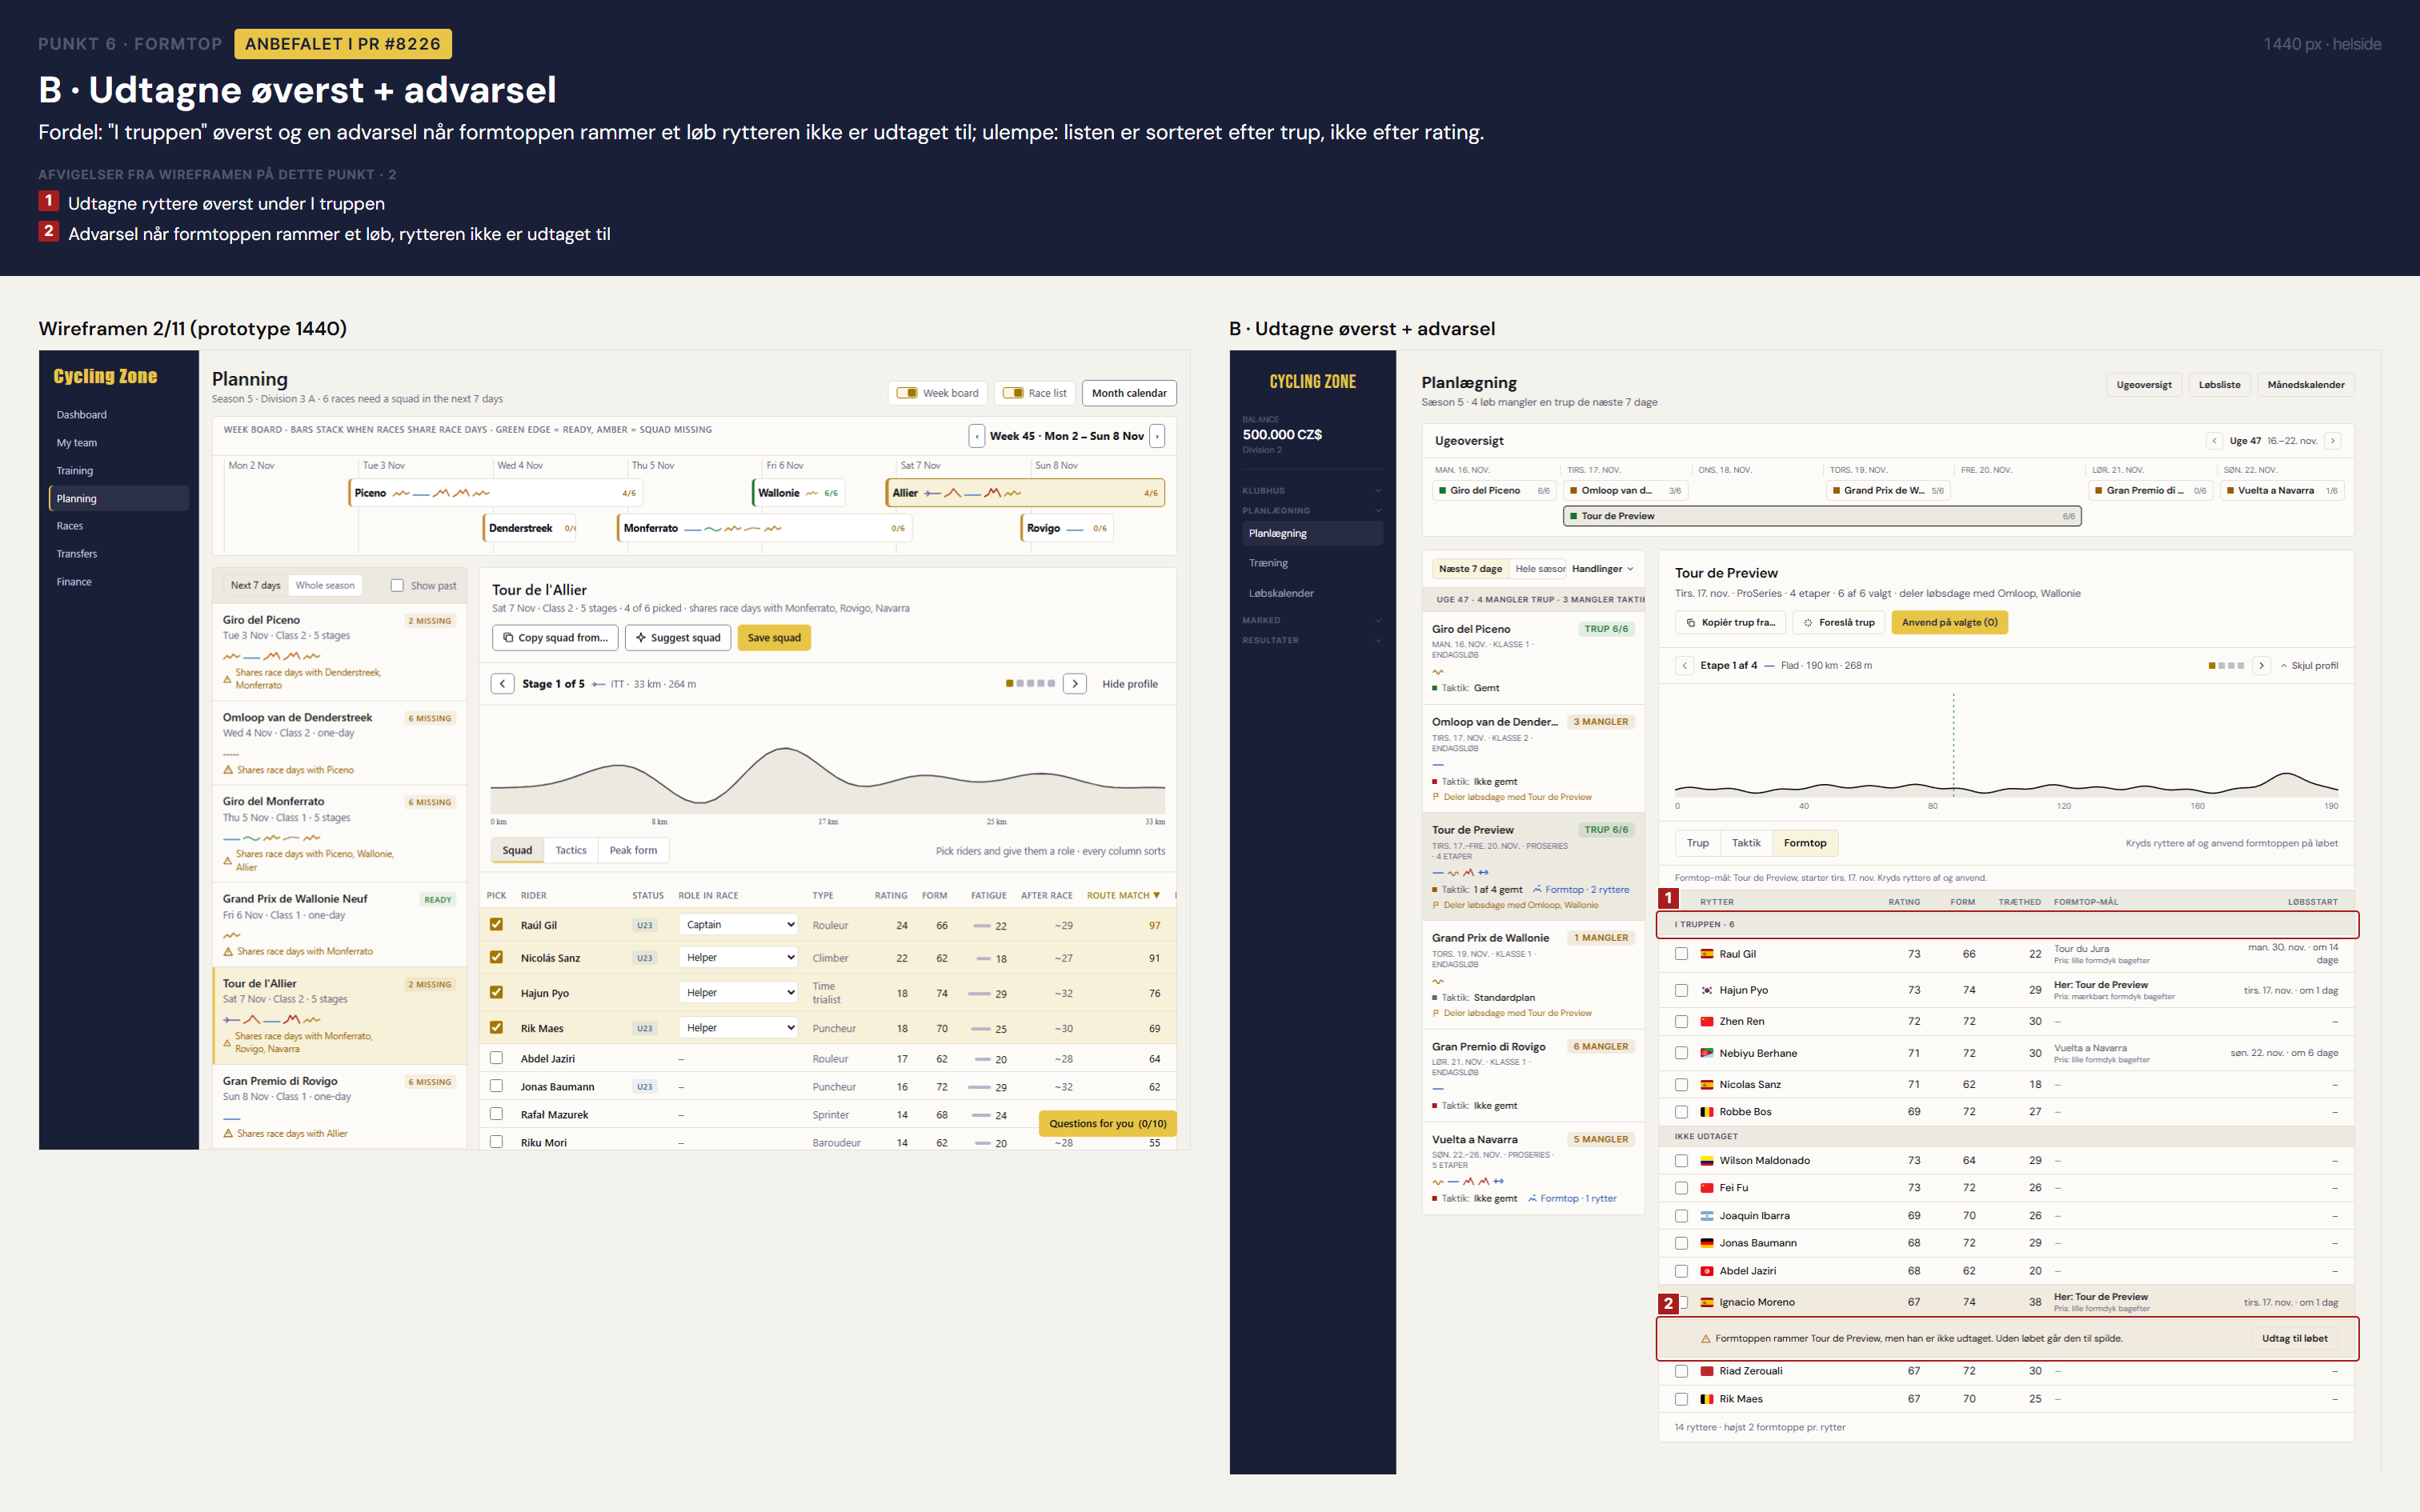 PUNKT 6 · FORMTOP
ANBEFALET I PR #8226
1440 px · helside
B · Udtagne øverst + advarsel
Fordel: "I truppen" øverst og en advarsel når formtoppen rammer et løb rytteren ikke er udtaget til; ulempe: listen er sorteret efter trup, ikke efter rating.
AFVIGELSER FRA WIREFRAMEN PÅ DETTE PUNKT · 2
1 Udtagne ryttere øverst under I truppen
2 Advarsel når formtoppen rammer et løb, rytteren ikke er udtaget til
Wireframen 2/11 (prototype 1440)
Cycling Zone
Dashboard
My team
Training
Planning
Races
Transfers
Finance
Planning
Season 5 · Division 3 A · 6 races need a squad in the next 7 days
Week board
Race list
Month calendar
WEEK BOARD · BARS STACK WHEN RACES SHARE RACE DAYS · GREEN EDGE = READY, AMBER = SQUAD MISSING
‹ Week 45 · Mon 2 – Sun 8 Nov ›
Mon 2 Nov Tue 3 Nov Wed 4 Nov Thu 5 Nov Fri 6 Nov Sat 7 Nov Sun 8 Nov
Piceno 4/6 Wallonie 6/6 Allier 4/6
Denderstreek 0/ Monferrato 0/6 Rovigo 0/6
Next 7 days Whole season Show past
Giro del Piceno 2 MISSING
Tue 3 Nov · Class 2 · 5 stages
Shares race days with Denderstreek,
Monferrato
Omloop van de Denderstreek 6 MISSING
Wed 4 Nov · Class 2 · one-day
Shares race days with Piceno
Giro del Monferrato 6 MISSING
Thu 5 Nov · Class 1 · 5 stages
Shares race days with Piceno, Wallonie,
Allier
Grand Prix de Wallonie Neuf READY
Fri 6 Nov · Class 1 · one-day
Shares race days with Monferrato
Tour de l'Allier 2 MISSING
Sat 7 Nov · Class 2 · 5 stages
Shares race days with Monferrato,
Rovigo, Navarra
Gran Premio di Rovigo 6 MISSING
Sun 8 Nov · Class 1 · one-day
Shares race days with Allier
Tour de l'Allier
Sat 7 Nov · Class 2 · 5 stages · 4 of 6 picked · shares race days with Monferrato, Rovigo, Navarra
Copy squad from... Suggest squad Save squad
Stage 1 of 5 ITT · 33 km · 264 m Hide profile
0 km 8 km 17 km 25 km 33 km
Squad Tactics Peak form Pick riders and give them a role · every column sorts
PICK RIDER STATUS ROLE IN RACE TYPE RATING FORM FATIGUE AFTER RACE ROUTE MATCH ▼
Raúl Gil U23 Captain Rouleur 24 66 22 ~29 97
Nicolás Sanz U23 Helper Climber 22 62 18 ~27 91
Hajun Pyo Helper Time trialist 18 74 29 ~32 76
Rik Maes U23 Helper Puncheur 18 70 25 ~30 69
Abdel Jaziri – Rouleur 17 62 20 ~28 64
Jonas Baumann U23 – Puncheur 16 72 29 ~32 62
Rafał Mazurek – Sprinter 14 68 24
Questions for you (0/10)
Riku Mori – Baroudeur 14 62 20 ~28 55
B · Udtagne øverst + advarsel
CYCLING ZONE
BALANCE
500.000 CZ$
Division 2
KLUBHUS
PLANLÆGNING
Planlægning
Træning
Løbskalender
MARKED
RESULTATER
Planlægning
Sæson 5 · 4 løb mangler en trup de næste 7 dage
Ugeoversigt Løbsliste Månedskalender
Ugeoversigt
‹ Uge 47 16.–22. nov. ›
MAN. 16. NOV. TIRS. 17. NOV. ONS. 18. NOV. TORS. 19. NOV. FRE. 20. NOV. LØR. 21. NOV. SØN. 22. NOV.
Giro del Piceno 6/6 Omloop van d... 3/6 Grand Prix de W... 5/6 Gran Premio di ... 0/6 Vuelta a Navarra 1/6
Tour de Preview 6/6
Næste 7 dage Hele sæsor Handlinger
UGE 47 · 4 MANGLER TRUP · 3 MANGLER TAKTIK
Giro del Piceno TRUP 6/6
MAN. 16. NOV. · KLASSE 1 ·
ENDAGSLØB
Taktik: Gemt
Omloop van de Dender... 3 MANGLER
TIRS. 17. NOV. · KLASSE 2 ·
ENDAGSLØB
Taktik: Ikke gemt
Deler løbsdage med Tour de Preview
Tour de Preview TRUP 6/6
TIRS. 17.–FRE. 20. NOV. · PROSERIES
· 4 ETAPER
Taktik: 1 af 4 gemt Formtop · 2 ryttere
Deler løbsdage med Omloop, Wallonie
Grand Prix de Wallonie 1 MANGLER
TORS. 19. NOV. · KLASSE 1 ·
ENDAGSLØB
Taktik: Standardplan
Deler løbsdage med Tour de Preview
Gran Premio di Rovigo 6 MANGLER
LØR. 21. NOV. · KLASSE 1 ·
ENDAGSLØB
Taktik: Ikke gemt
Vuelta a Navarra 5 MANGLER
SØN. 22.–26. NOV. · PROSERIES ·
5 ETAPER
Taktik: Ikke gemt Formtop · 1 rytter
Tour de Preview
Tirs. 17. nov. · ProSeries · 4 etaper · 6 af 6 valgt · deler løbsdage med Omloop, Wallonie
Kopiér trup fra... Foreslå trup Anvend på valgte (0)
Etape 1 af 4 Flad · 190 km · 268 m Skjul profil
0 40 80 120 160 190
Trup Taktik Formtop Kryds ryttere af og anvend formtoppen på løbet
Formtop-mål: Tour de Preview, starter tirs. 17. nov. Kryds ryttere af og anvend.
1
RYTTER RATING FORM TRÆTHED FORMTOP-MÅL LØBSSTART
I TRUPPEN · 6
Raul Gil 73 66 22 Tour du Jura man. 30. nov. · om 14 dage
Pris: lille formdyk bagefter
Hajun Pyo 73 74 29 Her: Tour de Preview tirs. 17. nov. · om 1 dag
Pris: mærkbart formdyk bagefter
Zhen Ren 72 72 30 – –
Nebiyu Berhane 71 72 30 Vuelta a Navarra søn. 22. nov. · om 6 dage
Pris: lille formdyk bagefter
Nicolas Sanz 71 62 18 – –
Robbe Bos 69 72 27 – –
IKKE UDTAGET
Wilson Maldonado 73 64 29 – –
Fei Fu 73 72 26 – –
Joaquin Ibarra 69 70 26 – –
Jonas Baumann 68 72 29 – –
Abdel Jaziri 68 62 20 – –
2
Ignacio Moreno 67 74 38 Her: Tour de Preview tirs. 17. nov. · om 1 dag
Pris: lille formdyk bagefter
Formtoppen rammer Tour de Preview, men han er ikke udtaget. Uden løbet går den til spilde. Udtag til løbet
Riad Zerouali 67 72 30 – –
Rik Maes 67 70 25 – –
14 ryttere · højst 2 formtoppe pr. rytter